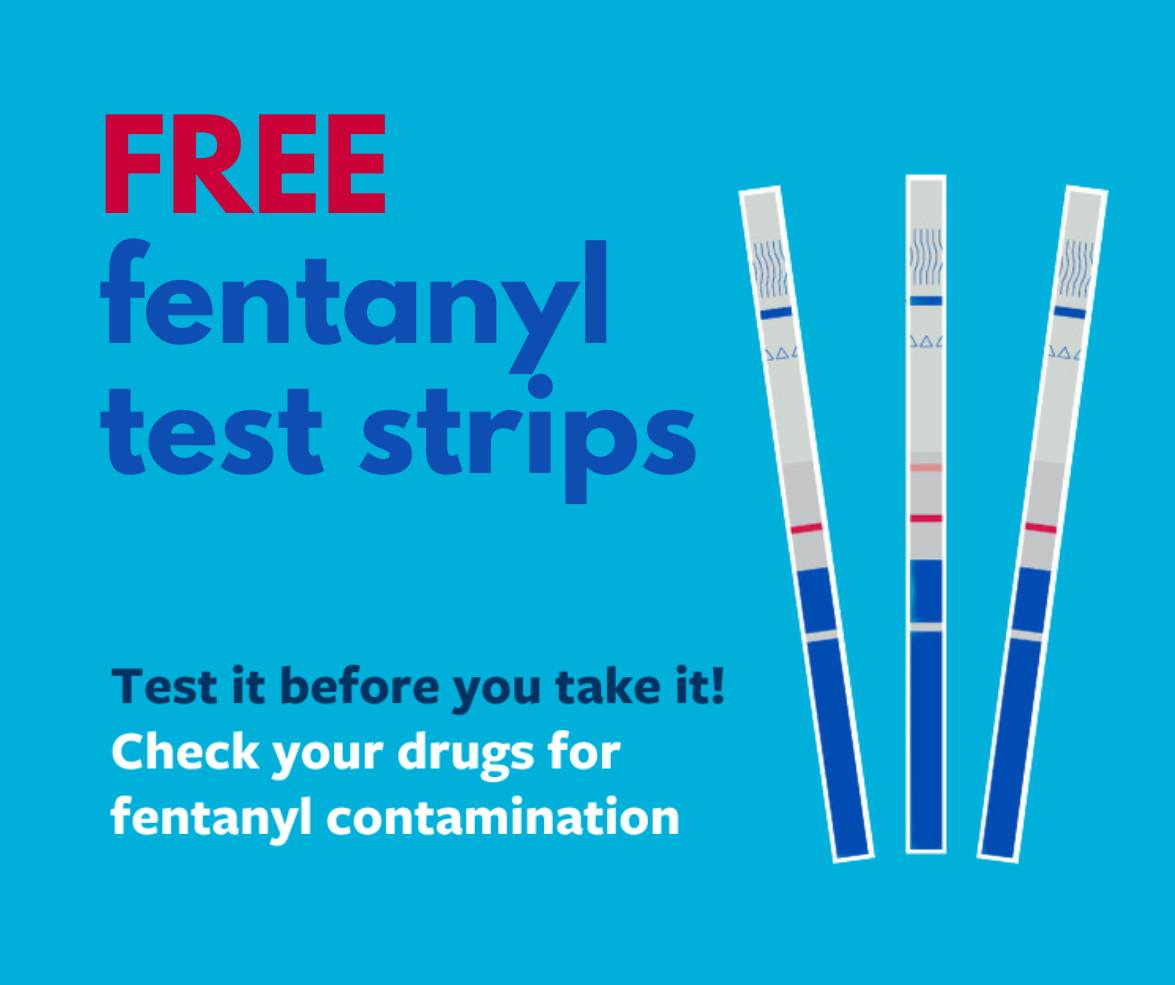 FREE
fentanyl
test strips
Test it before you take it!
Check your drugs for
fentanyl contamination